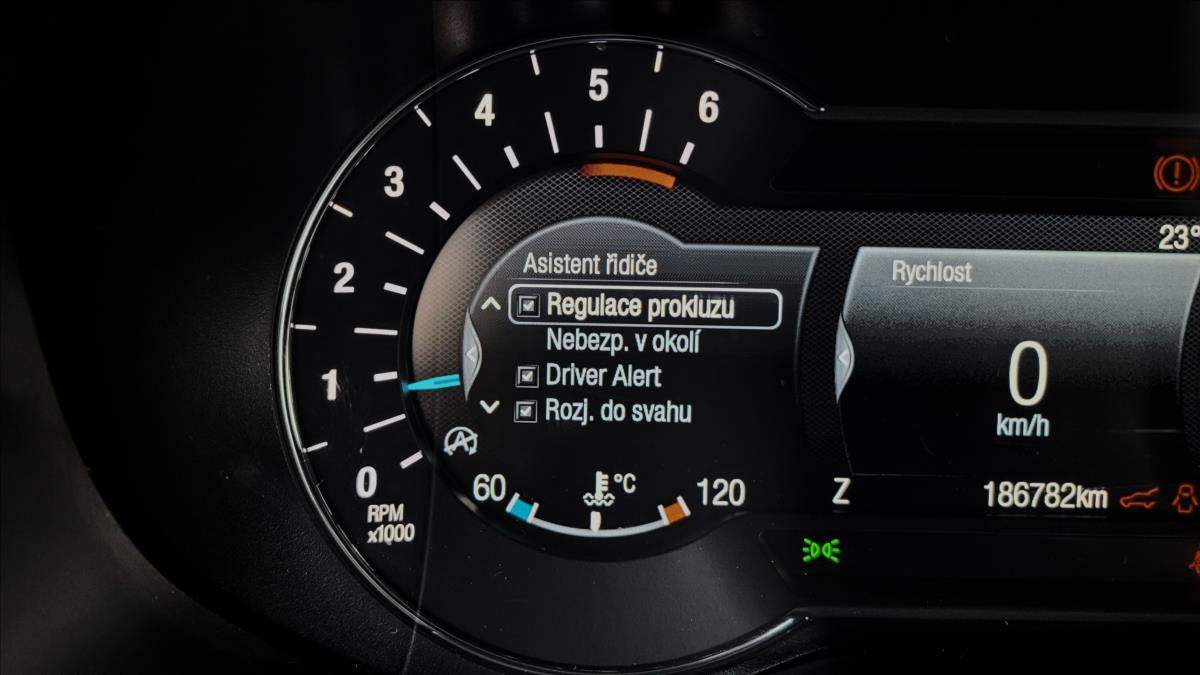 5
4
6
3
2
1
0
RPM
x1000
Asistent řidiče
Regulace prokluzu
Nebezp. v okolí
Driver Alert
Rozj. do svahu
60
°C
120
23°
Rychlost
0
km/h
Z
186782km